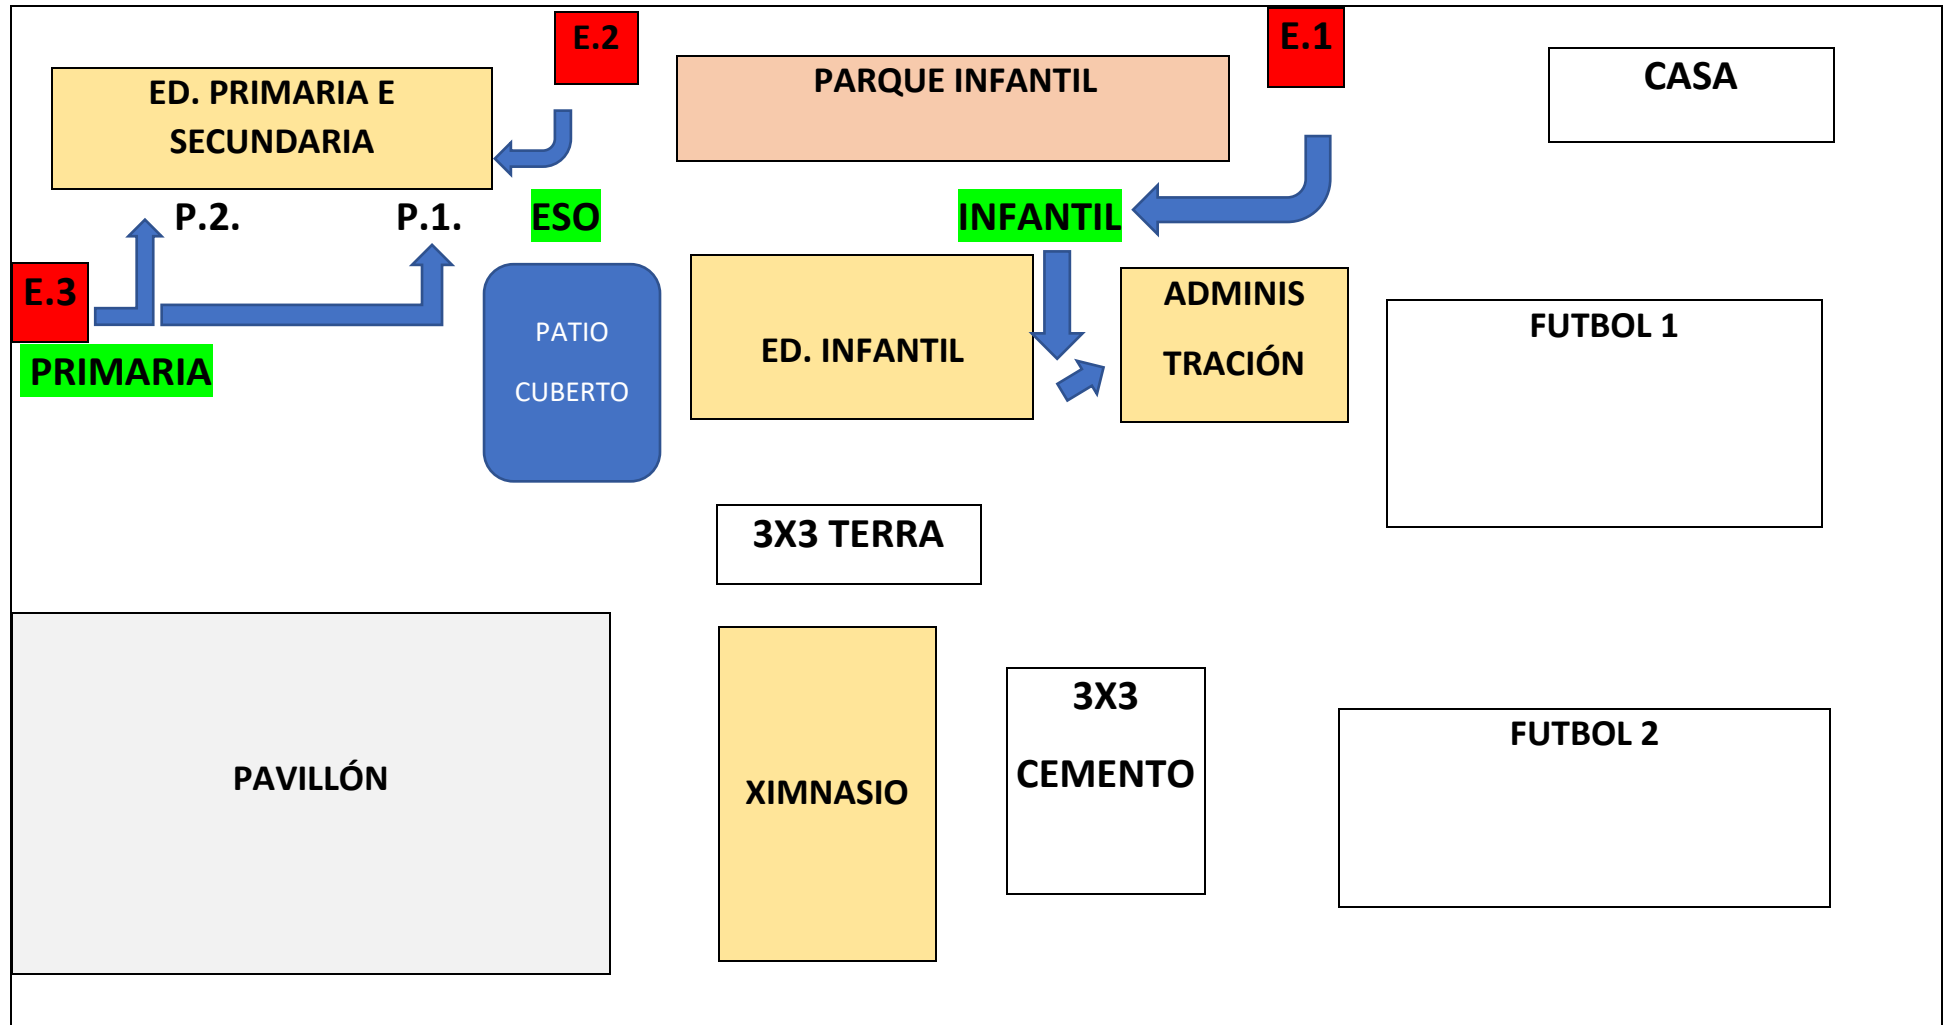 E.2
E.1
ED. PRIMARIA E
SECUNDARIA
PARQUE INFANTIL
CASA
P.2.
P.1.
ESO
INFANTIL
E.3
PRIMARIA
PATIO
CUBERTO
ED. INFANTIL
ADMINIS
TRACIÓN
FUTBOL 1
3X3 TERRA
PAVILLÓN
XIMNASIO
3X3
CEMENTO
FUTBOL 2